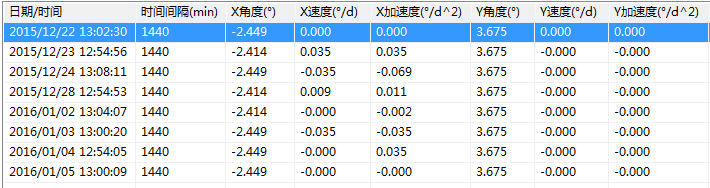 日期/时间 时间间隔(min) X角度(°) X速度(°/d) X加速度(°/d^2) Y角度(°) Y速度(°/d) Y加速度(°/d^2)
2015/12/22 13:02:30 1440 -2.449 0.000 0.000 3.675 0.000 0.000
2015/12/23 12:54:56 1440 -2.414 0.035 0.035 3.675 -0.000 -0.000
2015/12/24 13:08:11 1440 -2.449 -0.035 -0.069 3.675 -0.000 -0.000
2015/12/28 12:54:53 1440 -2.414 0.009 0.011 3.675 -0.000 -0.000
2016/01/02 13:04:07 1440 -2.414 -0.000 -0.002 3.675 -0.000 -0.000
2016/01/03 13:00:20 1440 -2.449 -0.035 -0.035 3.675 -0.000 -0.000
2016/01/04 12:54:05 1440 -2.449 -0.000 0.035 3.675 -0.000 -0.000
2016/01/05 13:00:09 1440 -2.449 -0.000 -0.000 3.675 -0.000 -0.000